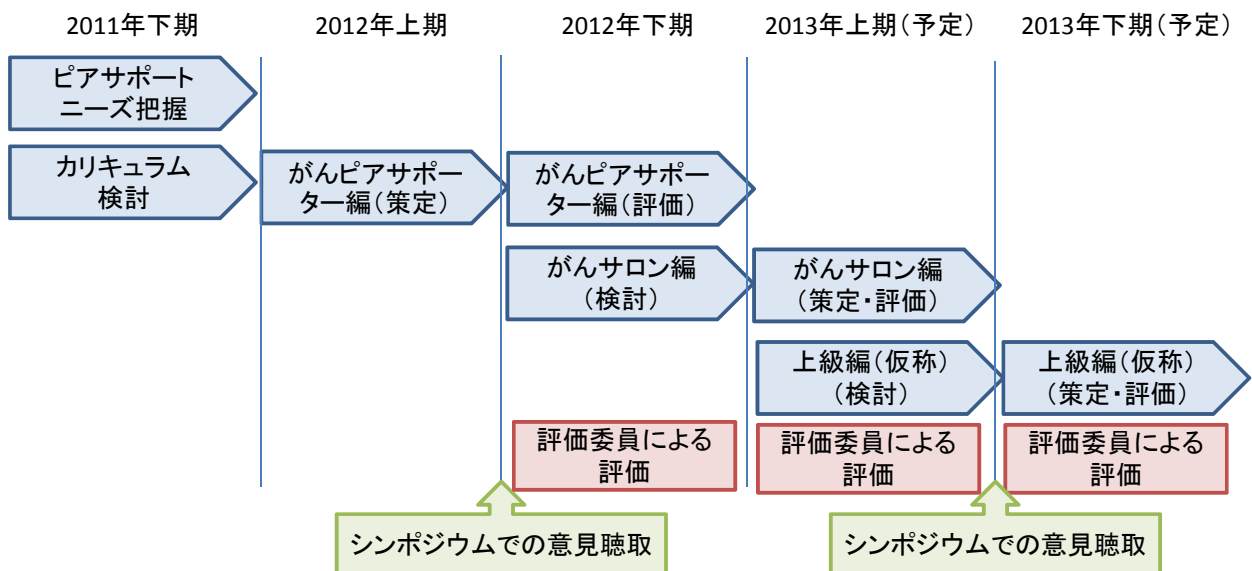 2011年下期
2012年上期
2012年下期
2013年上期（予定）
2013年下期（予定）
ピアサポート
ニーズ把握
カリキュラム
検討
がんピアサポー
ター編（策定）
がんピアサポー
ター編（評価）
がんサロン編
（検討）
がんサロン編
（策定・評価）
上級編（仮称）
（検討）
上級編（仮称）
（策定・評価）
評価委員による
評価
評価委員による
評価
評価委員による
評価
シンポジウムでの意見聴取
シンポジウムでの意見聴取